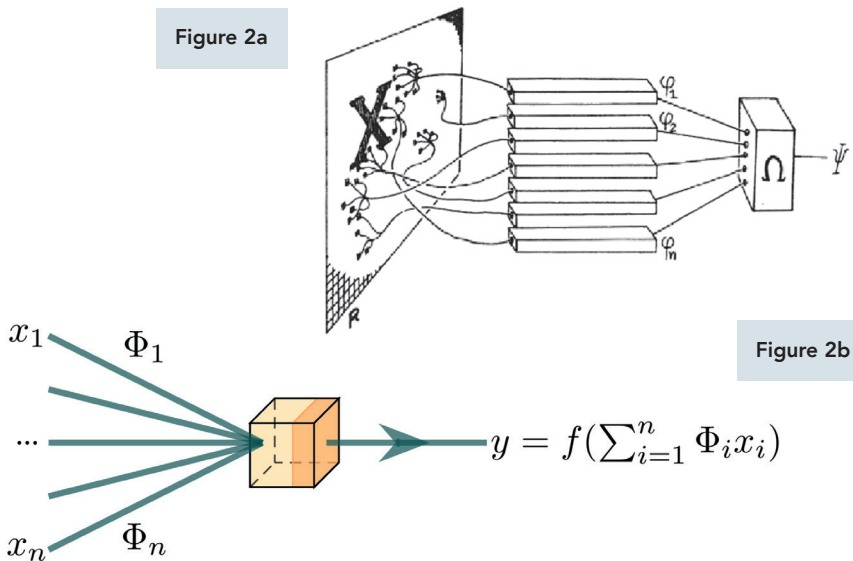 Figure 2a
φ1
φ2
Ω
Ψ
φn
R
x1
Φ1
Figure 2b
...
y = f(∑ⁿᵢ₌₁ Φᵢxᵢ)
xn
Φn